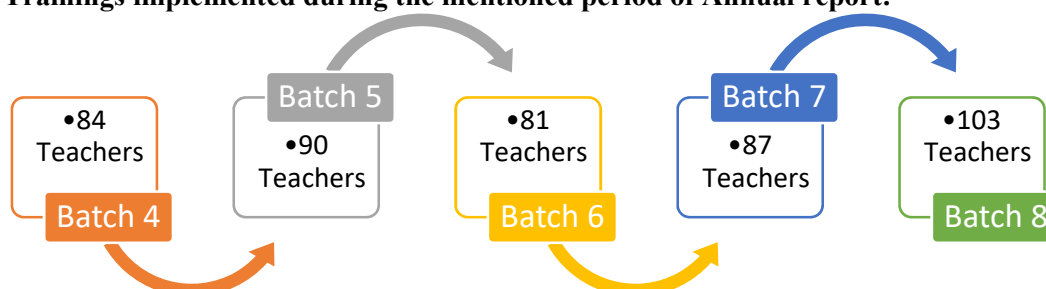 Trainings implemented during the mentioned period of Annual report:
•84
Teachers
Batch 4
Batch 5
•90
Teachers
•81
Teachers
Batch 6
Batch 7
•87
Teachers
•103
Teachers
Batch 8